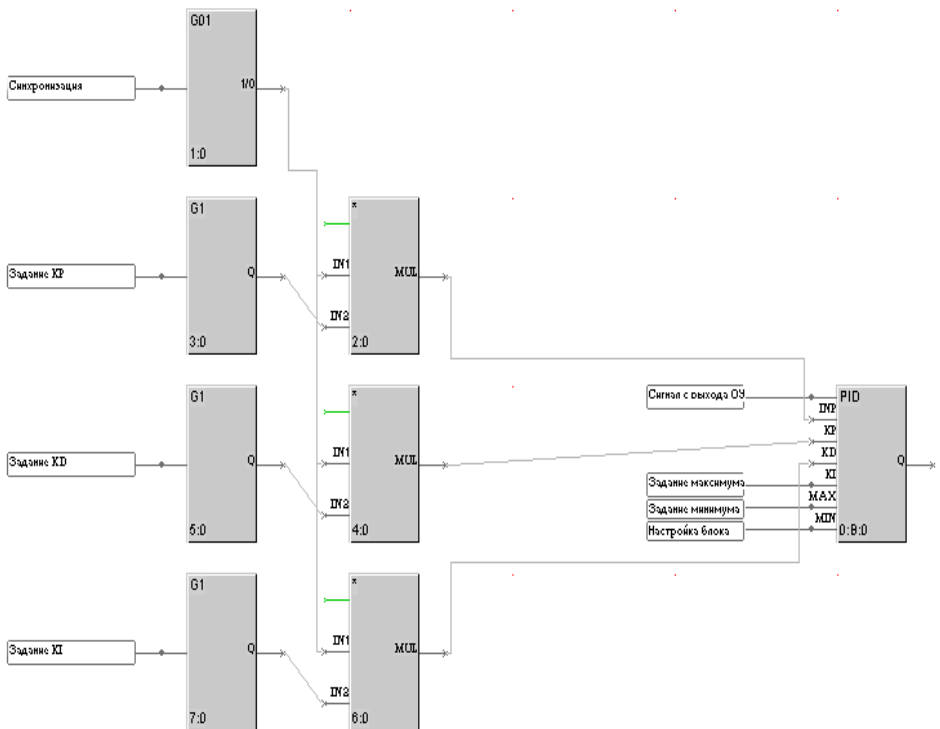 G01
Синхронизация
1/0
1:0
G1
*
Задание KP
Q
IN1
MUL
IN2
3:0
2:0
G1
*
Сигнал с выхода ОУ
PID
INP
KP
Задание KD
Q
IN1
MUL
KD
Q
KI
Задание максимума
MAX
IN2
Задание минимума
MIN
5:0
4:0
Настройка блока
0:B:0
G1
*
Задание KI
Q
IN1
MUL
IN2
7:0
6:0